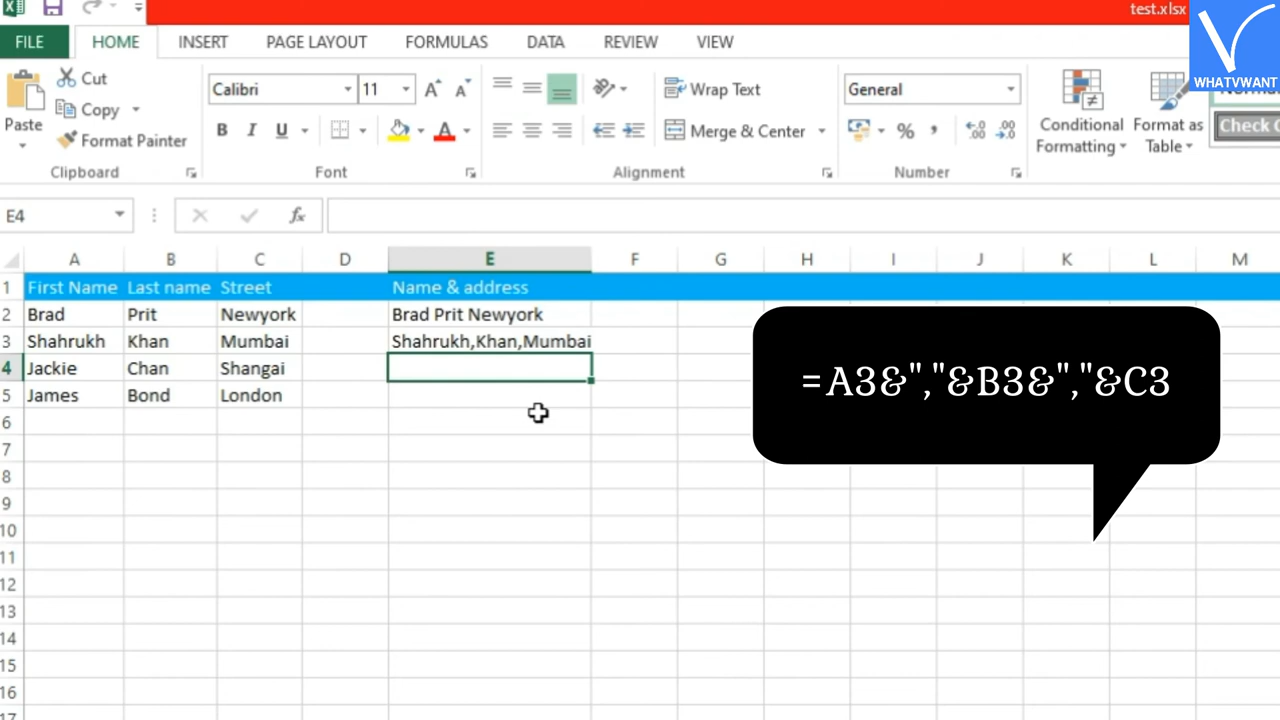 test.xlsx
WHATVWANT
FILE HOME INSERT PAGE LAYOUT FORMULAS DATA REVIEW VIEW
Cut
Copy
Format Painter
Paste
Clipboard
Calibri 11
B I U
Font
Wrap Text
Merge & Center
Alignment
General
Number
Conditional
Formatting
Format as
Table
Check
E4
A B C D E F G H I J K L M
1 First Name Last name Street Name & address
2 Brad Prit Newyork Brad Prit Newyork
3 Shahrukh Khan Mumbai Shahrukh,Khan,Mumbai
4 Jackie Chan Shangai
5 James Bond London
6
7
8
9
10
11
12
13
14
15
16
17
=A3&","&B3&","&C3